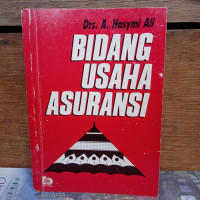 Drs. A. Hasymi Ali
BIDANG
USAHA
ASURANSI